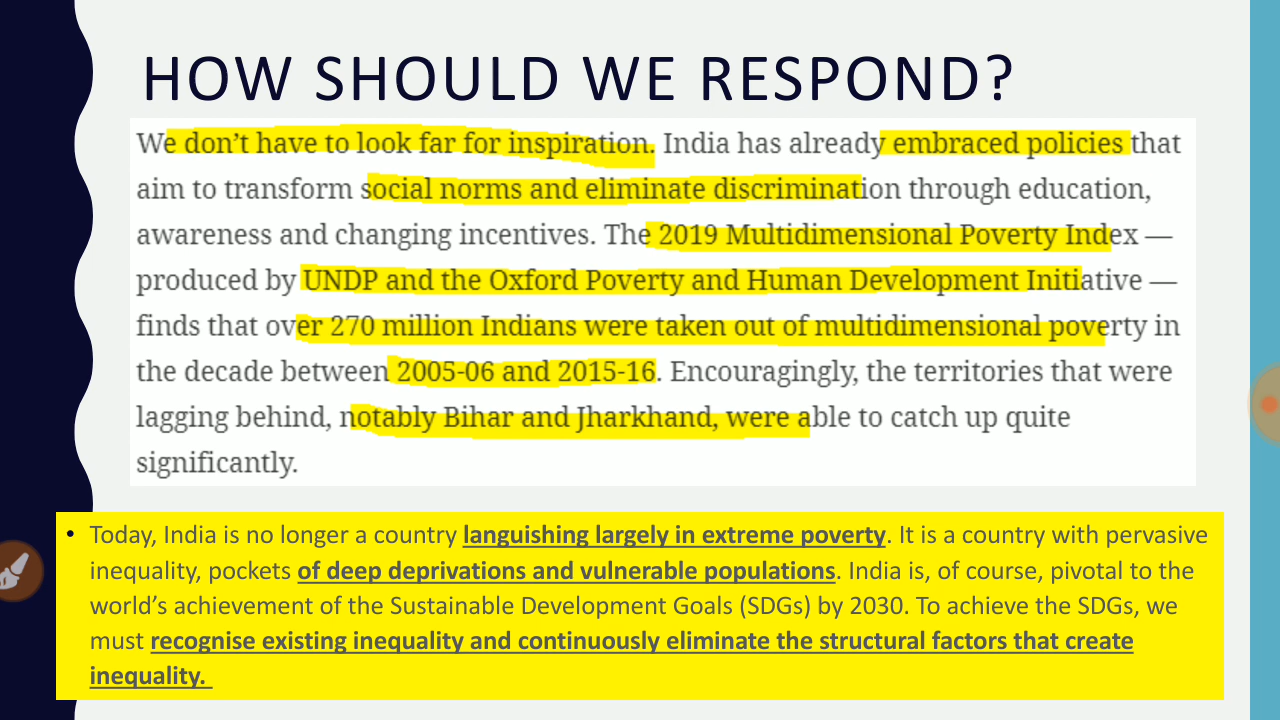 HOW SHOULD WE RESPOND?
We don't have to look far for inspiration. India has already embraced policies that
aim to transform social norms and eliminate discrimination through education,
awareness and changing incentives. The 2019 Multidimensional Poverty Index —
produced by UNDP and the Oxford Poverty and Human Development Initiative —
finds that over 270 million Indians were taken out of multidimensional poverty in
the decade between 2005-06 and 2015-16. Encouragingly, the territories that were
lagging behind, notably Bihar and Jharkhand, were able to catch up quite
significantly.
• Today, India is no longer a country languishing largely in extreme poverty. It is a country with pervasive
inequality, pockets of deep deprivations and vulnerable populations. India is, of course, pivotal to the
world's achievement of the Sustainable Development Goals (SDGs) by 2030. To achieve the SDGs, we
must recognise existing inequality and continuously eliminate the structural factors that create
inequality.